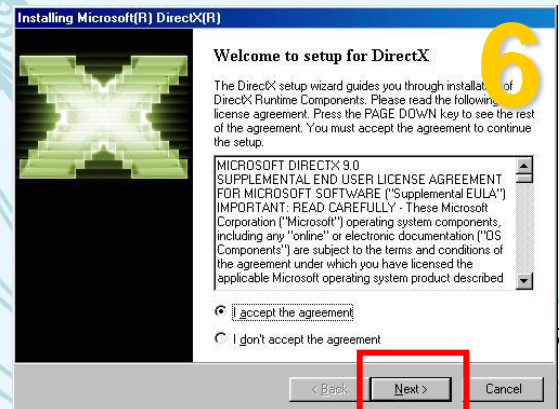 Installing Microsoft(R) DirectX(R)
6
Welcome to setup for DirectX
The DirectX setup wizard guides you through installation of
DirectX Runtime Components. Please read the following
license agreement. Press the PAGE DOWN key to see the rest
of the agreement. You must accept the agreement to continue
the setup.
MICROSOFT DIRECTX 9.0
SUPPLEMENTAL END USER LICENSE AGREEMENT
FOR MICROSOFT SOFTWARE ("Supplemental EULA")
IMPORTANT: READ CAREFULLY - These Microsoft
Corporation ("Microsoft") operating system components,
including any "online" or electronic documentation ("OS
Components") are subject to the terms and conditions of
the agreement under which you have licensed the
applicable Microsoft operating system product described
I accept the agreement
I don't accept the agreement
< Back Next > Cancel